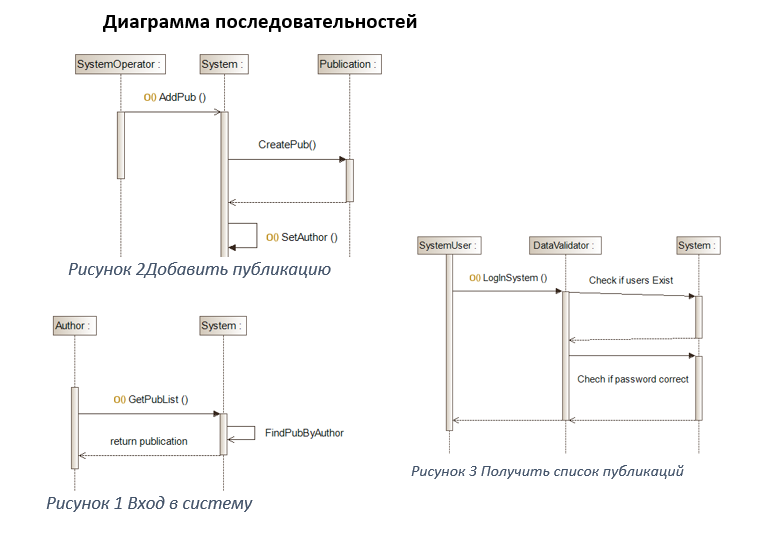 Диаграмма последовательностей
SystemOperator :
System :
Publication :
O() AddPub ()
CreatePub()
O() SetAuthor ()
Рисунок 2Добавить публикацию
Author :
System :
O() GetPubList ()
FindPubByAuthor
return publication
Рисунок 1 Вход в систему
SystemUser :
DataValidator :
System :
O() LogInSystem ()
Check if users Exist
Chech if password correct
Рисунок 3 Получить список публикаций